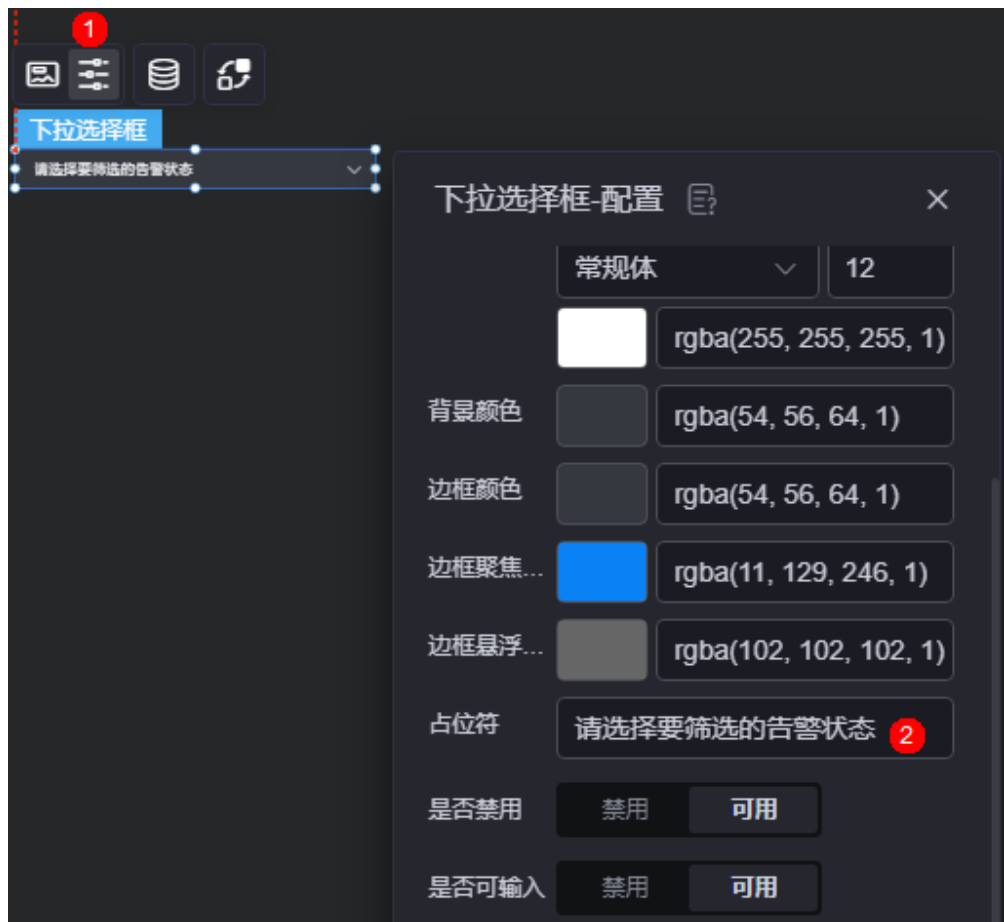 1
下拉选择框
请选择要筛选的告警状态
下拉选择框-配置
常规体 12
rgba(255, 255, 255, 1)
背景颜色 rgba(54, 56, 64, 1)
边框颜色 rgba(54, 56, 64, 1)
边框聚焦... rgba(11, 129, 246, 1)
边框悬浮... rgba(102, 102, 102, 1)
占位符 请选择要筛选的告警状态 2
是否禁用 禁用 可用
是否可输入 禁用 可用